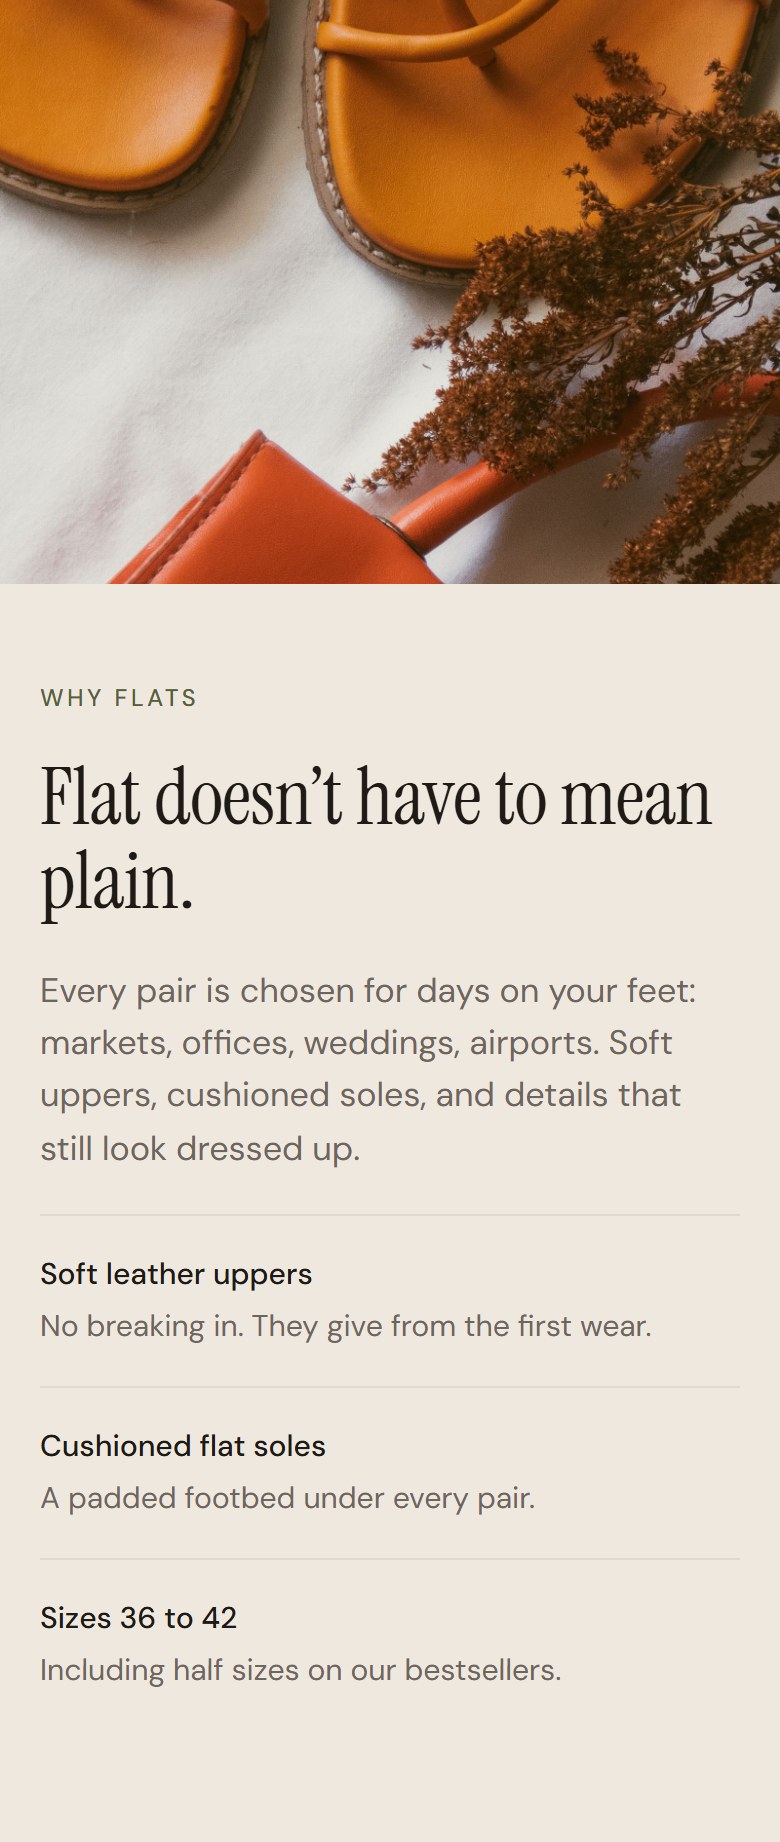 WHY FLATS
Flat doesn’t have to mean
plain.
Every pair is chosen for days on your feet:
markets, offices, weddings, airports. Soft
uppers, cushioned soles, and details that
still look dressed up.
Soft leather uppers
No breaking in. They give from the first wear.
Cushioned flat soles
A padded footbed under every pair.
Sizes 36 to 42
Including half sizes on our bestsellers.